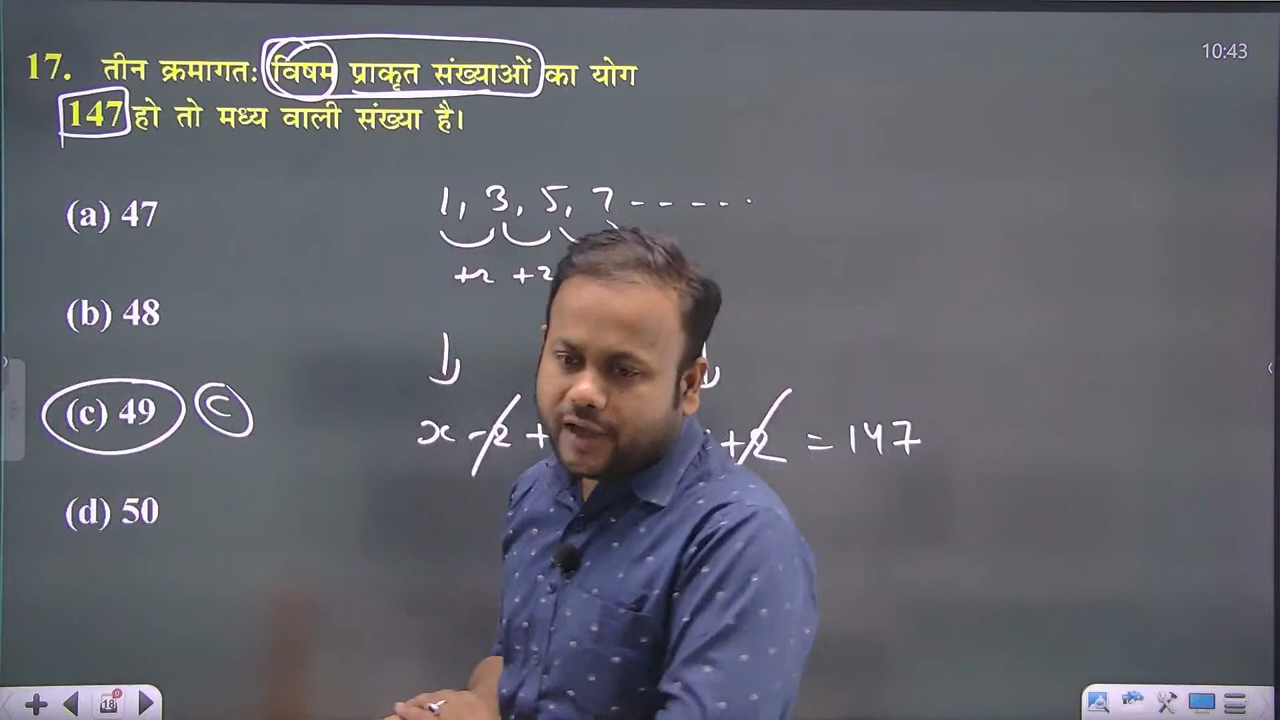 10:43
17. तीन क्रमागतः विषम प्राकृत संख्याओं का योग
147 हो तो मध्य वाली संख्या है।
1, 3, 5, 7 - - - - - .
+2 +2
(a) 47
(b) 48
(c) 49 C
(d) 50
x - 2 + + 2 = 147
18